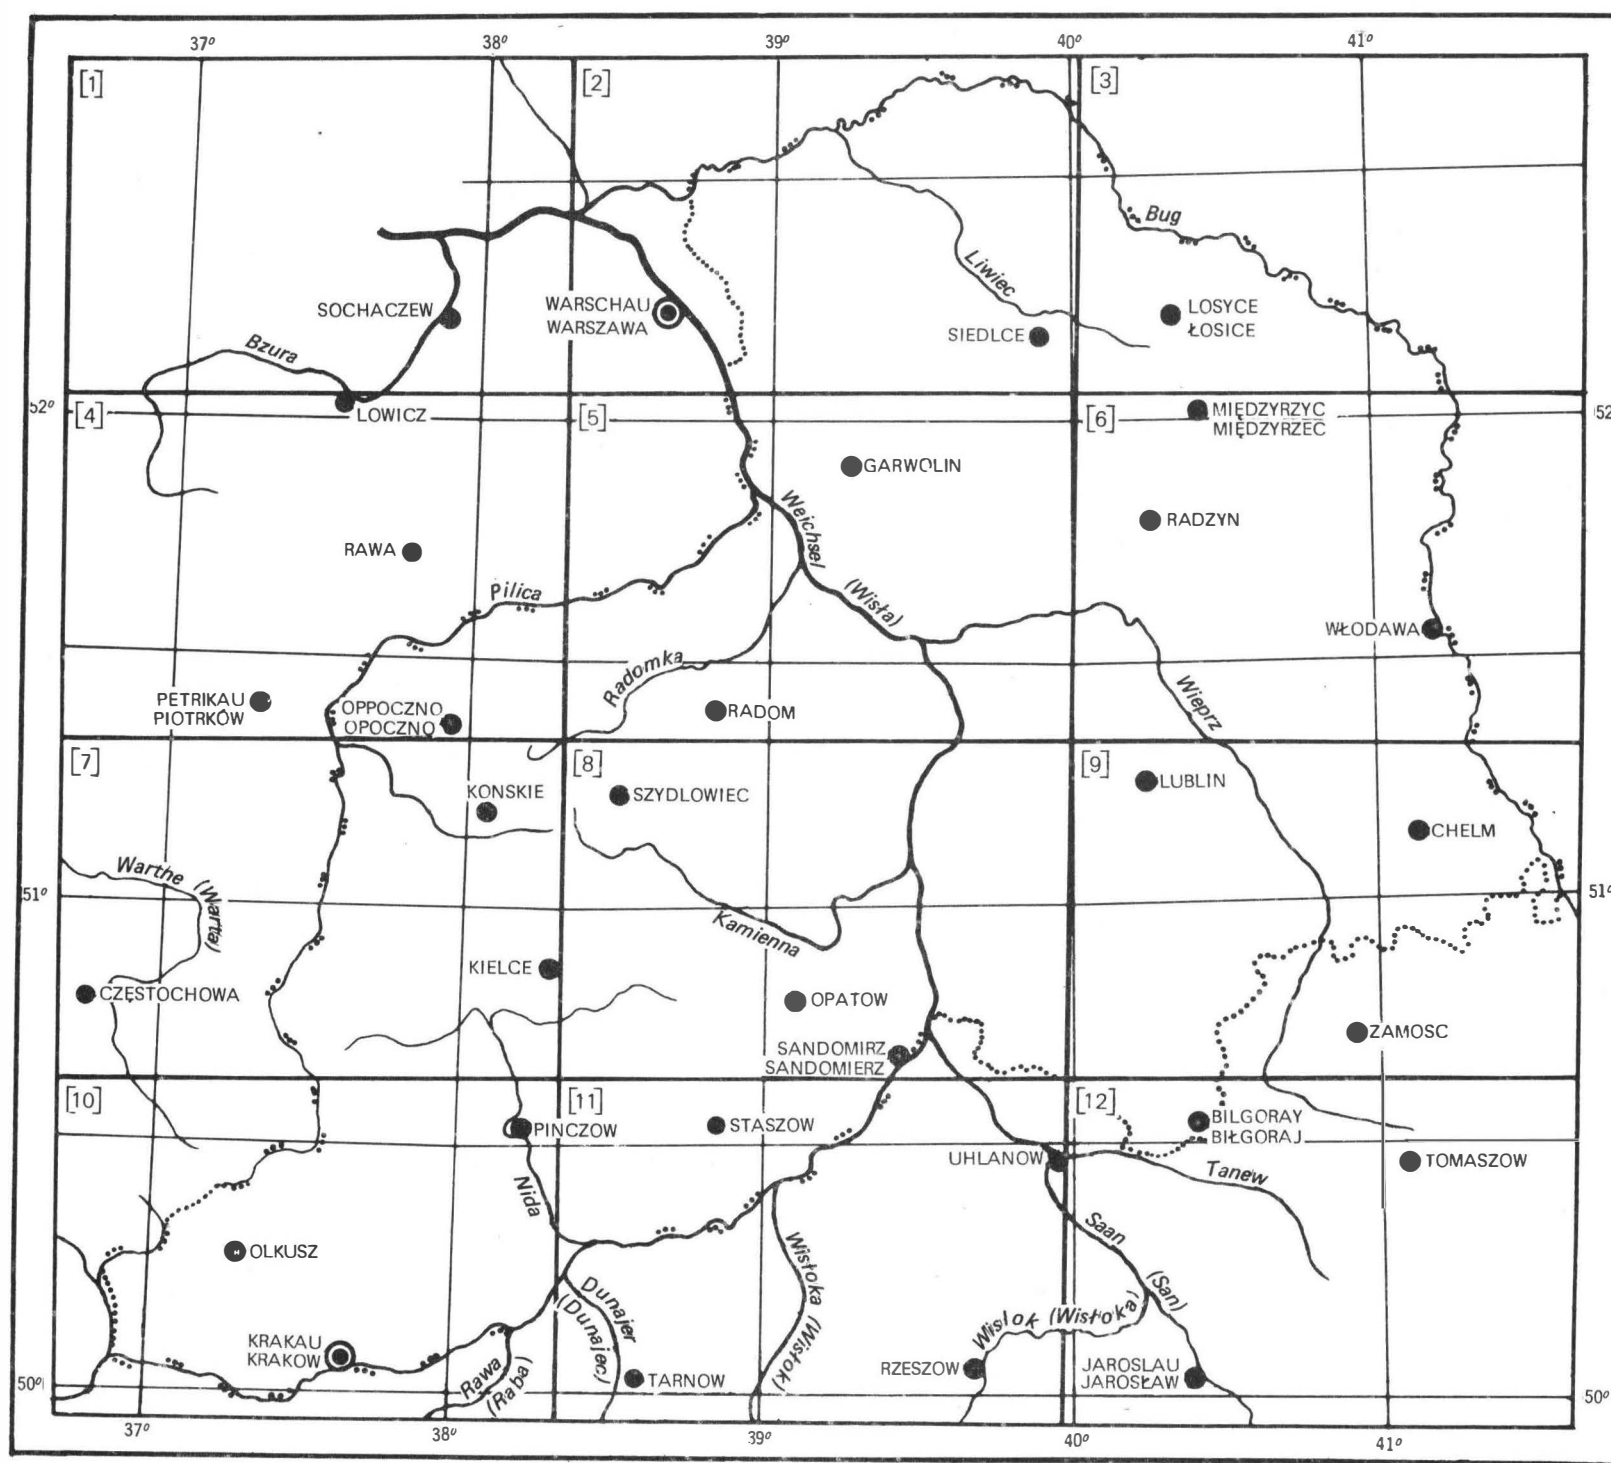 37°
38°
39°
40°
41°
[1]
[2]
[3]
Bug
Liwiec
SOCHACZEW
WARSCHAU
WARSZAWA
LOSYCE
ŁOSICE
SIEDLCE
Bzura
52°
52
LOWICZ
[4]
[5]
[6]
MIĘDZYRZYC
MIĘDZYRZEC
GARWOLIN
Weichsel
RADZYN
RAWA
Pilica
(Wisła)
WŁODAWA
Radomka
Wieprz
PETRIKAU
PIOTRKÓW
OPPOCZNO
OPOCZNO
RADOM
[7]
[8]
[9]
KONSKIE
SZYDLOWIEC
LUBLIN
CHELM
Warthe (Warta)
51°
51°
Kamienna
KIELCE
CZĘSTOCHOWA
OPATOW
ZAMOSC
SANDOMIRZ
SANDOMIERZ
[10]
[11]
[12]
PINCZOW
STASZOW
BILGORAY
BIŁGORAJ
UHLANOW
TOMASZOW
Tanew
Nida
Saan
(San)
OLKUSZ
Wisłoka (Wisłok)
Dunajer
(Dunajec)
Wisłok (Wisłoka)
KRAKAU
KRAKOW
Rawa
(Raba)
TARNOW
RZESZOW
JAROSLAU
JAROSŁAW
50°
50°
37°
38°
39°
40°
41°